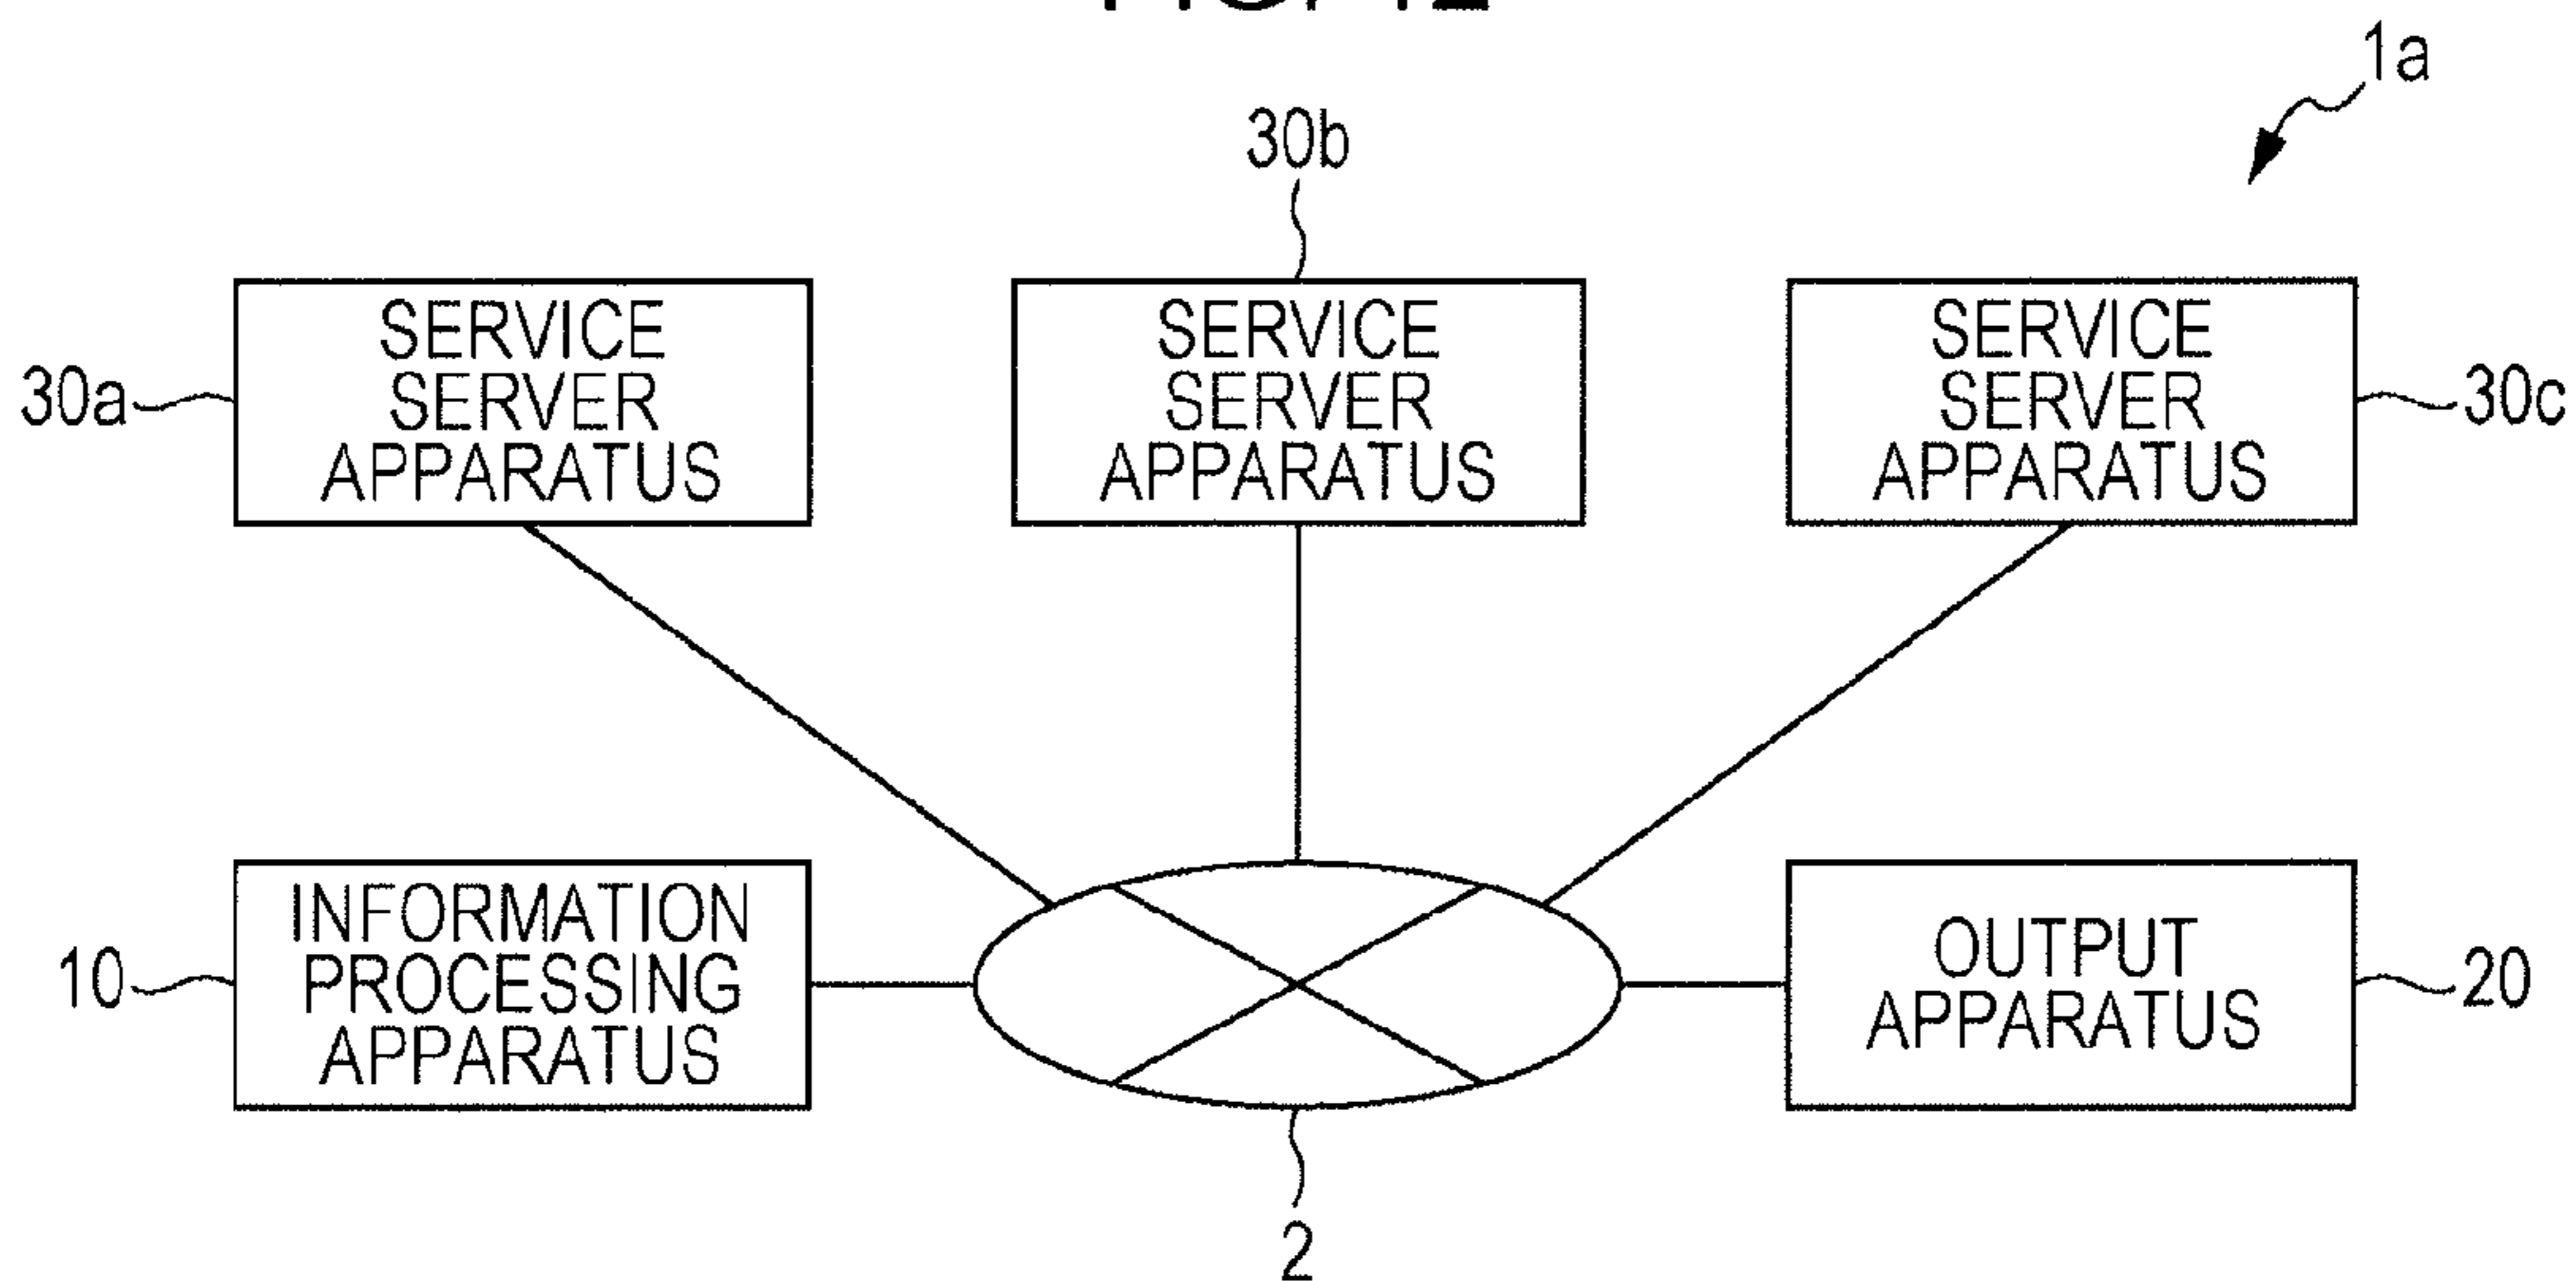 1a
30b
SERVICE
SERVER
APPARATUS
30a
SERVICE
SERVER
APPARATUS
SERVICE
SERVER
APPARATUS
30c
INFORMATION
PROCESSING
APPARATUS
10
OUTPUT
APPARATUS
20
2